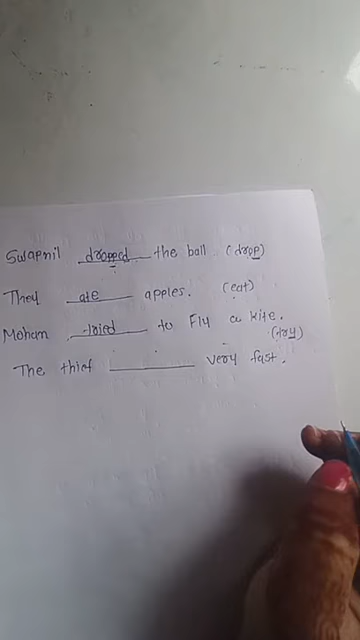 Swapnil dropped the ball (drop)
They ate apples. (eat)
Mohan tried to Fly a kite.
(try)
The thief ________ very fast.